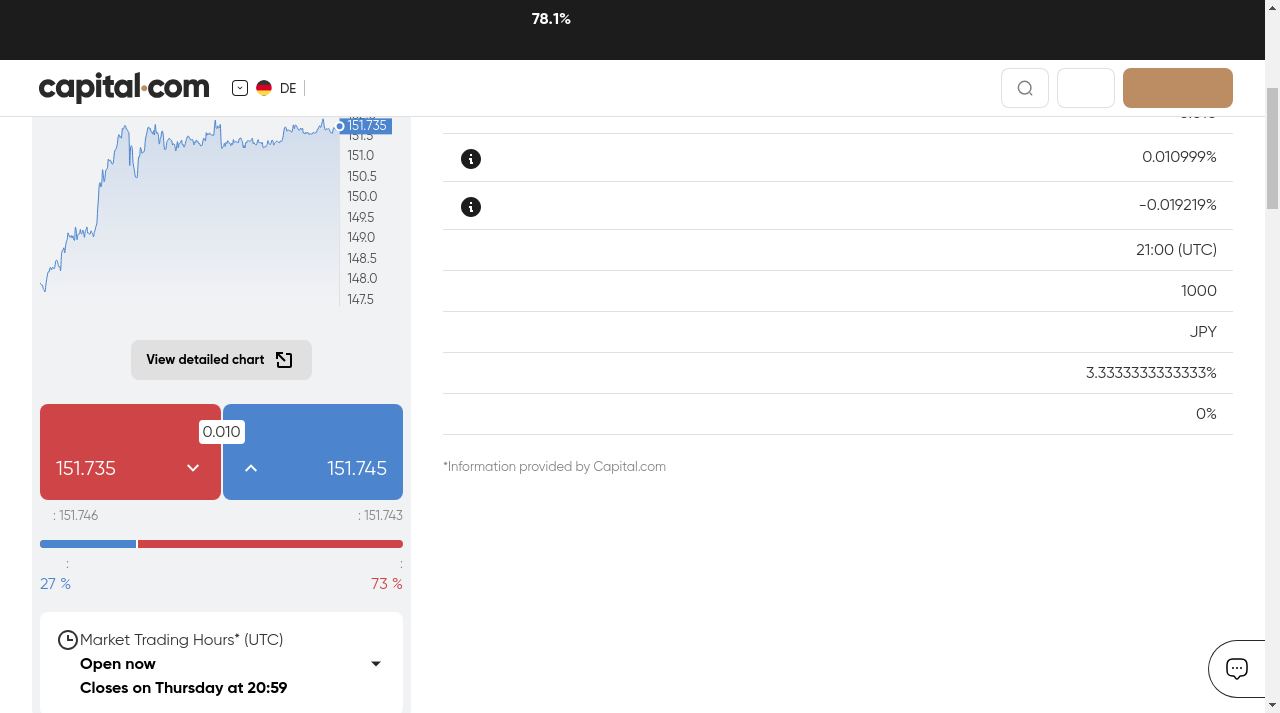 78.1%
capital.com
DE
151.735
151.5
151.0
150.5
150.0
149.5
149.0
148.5
148.0
147.5
View detailed chart
0.010
151.735
151.745
: 151.746
: 151.743
:
:
27 %
73 %
Market Trading Hours* (UTC)
Open now
Closes on Thursday at 20:59
0.010999%
-0.019219%
21:00 (UTC)
1000
JPY
3.3333333333333%
0%
*Information provided by Capital.com